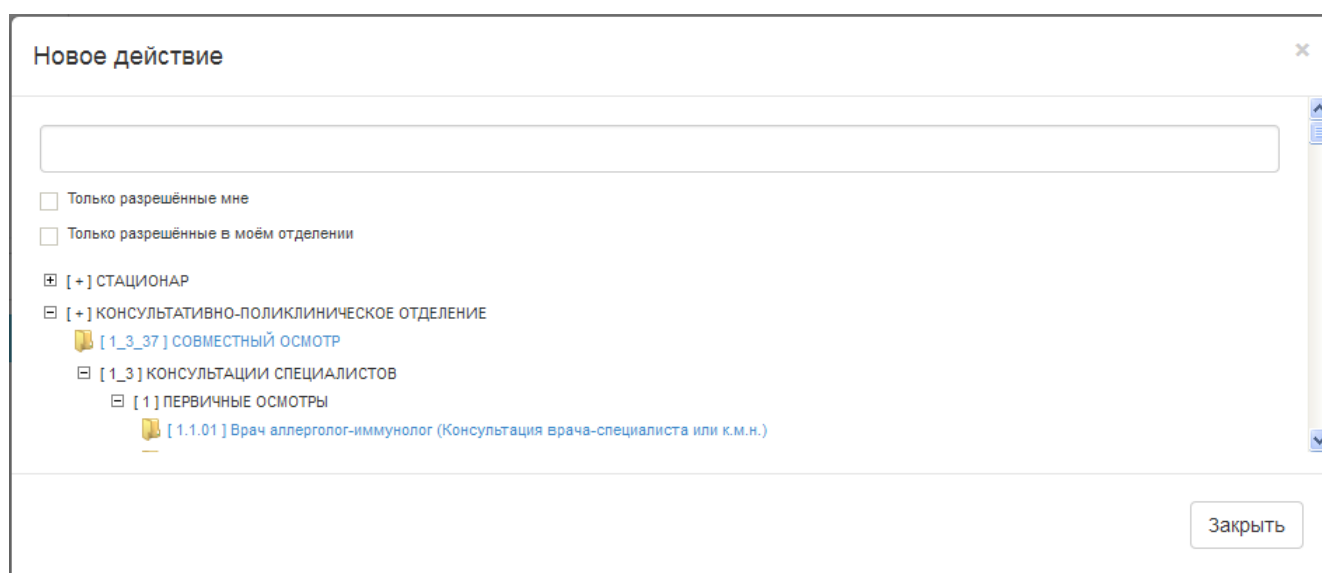 Новое действие
Только разрешённые мне
Только разрешённые в моём отделении
[ + ] СТАЦИОНАР
[ + ] КОНСУЛЬТАТИВНО-ПОЛИКЛИНИЧЕСКОЕ ОТДЕЛЕНИЕ
[ 1_3_37 ] СОВМЕСТНЫЙ ОСМОТР
[ 1_3 ] КОНСУЛЬТАЦИИ СПЕЦИАЛИСТОВ
[ 1 ] ПЕРВИЧНЫЕ ОСМОТРЫ
[ 1.1.01 ] Врач аллерголог-иммунолог (Консультация врача-специалиста или к.м.н.)
Закрыть